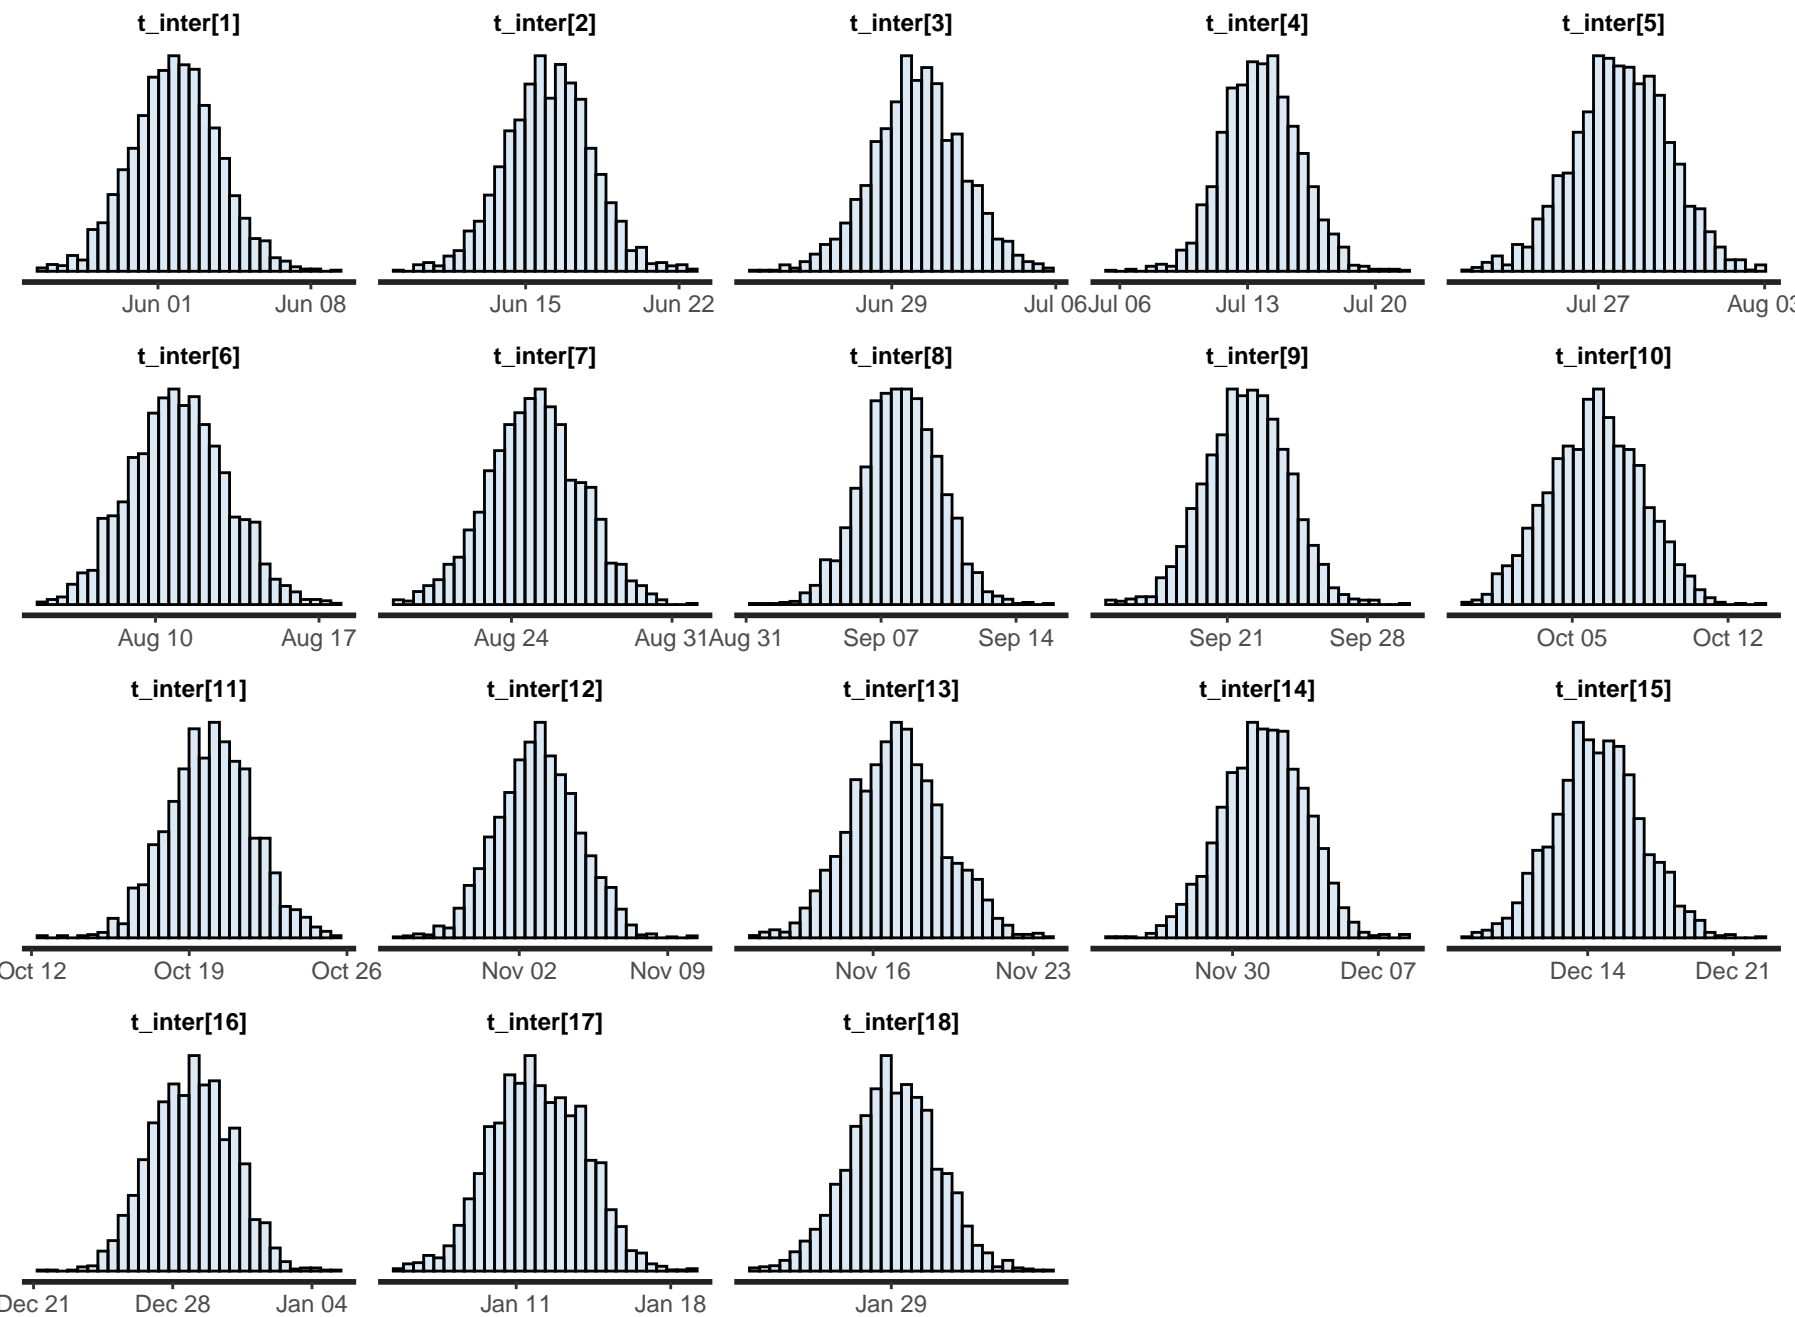 t_inter[1] t_inter[2] t_inter[3] t_inter[4] t_inter[5]
Jun 01 Jun 08 Jun 15 Jun 22 Jun 29 Jul 06 Jul 06 Jul 13 Jul 20 Jul 27 Aug 03
t_inter[6] t_inter[7] t_inter[8] t_inter[9] t_inter[10]
Aug 10 Aug 17 Aug 24 Aug 31 Aug 31 Sep 07 Sep 14 Sep 21 Sep 28 Oct 05 Oct 12
t_inter[11] t_inter[12] t_inter[13] t_inter[14] t_inter[15]
Oct 12 Oct 19 Oct 26 Nov 02 Nov 09 Nov 16 Nov 23 Nov 30 Dec 07 Dec 14 Dec 21
t_inter[16] t_inter[17] t_inter[18]
Dec 21 Dec 28 Jan 04 Jan 11 Jan 18 Jan 29